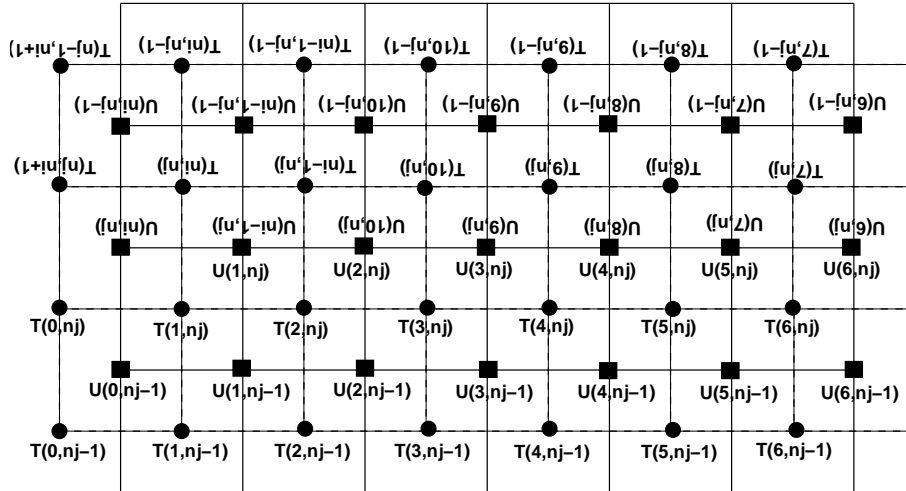 T(nj−1,ni+1) T(ni,nj−1) T(ni−1,nj−1) T(10,nj−1) T(9,nj−1) T(8,nj−1) T(7,nj−1)
U(ni,nj−1) U(ni−1,nj−1) U(10,nj−1) U(9,nj−1) U(8,nj−1) U(7,nj−1) U(6,nj−1)
T(nj,ni+1) T(ni,nj) T(ni−1,nj) T(10,nj) T(9,nj) T(8,nj) T(7,nj)
U(ni,nj) U(ni−1,nj) U(10,nj) U(9,nj) U(8,nj) U(7,nj) U(6,nj)
U(1,nj) U(2,nj) U(3,nj) U(4,nj) U(5,nj) U(6,nj)
T(0,nj) T(1,nj) T(2,nj) T(3,nj) T(4,nj) T(5,nj) T(6,nj)
U(0,nj−1) U(1,nj−1) U(2,nj−1) U(3,nj−1) U(4,nj−1) U(5,nj−1) U(6,nj−1)
T(0,nj−1) T(1,nj−1) T(2,nj−1) T(3,nj−1) T(4,nj−1) T(5,nj−1) T(6,nj−1)